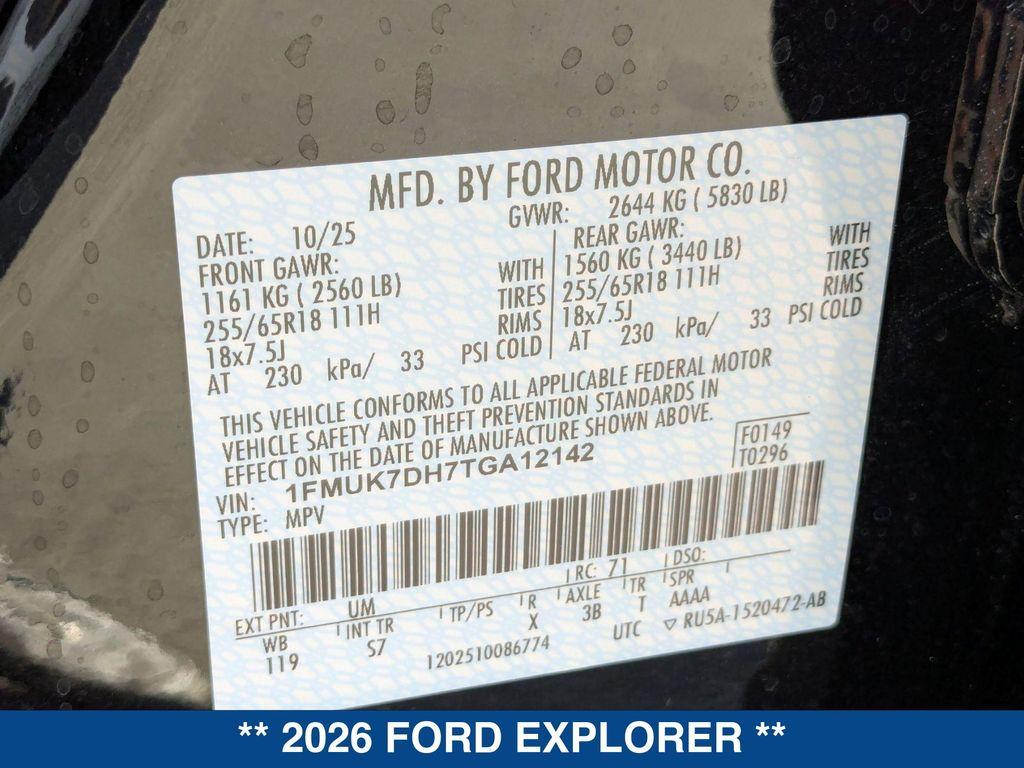 MFD. BY FORD MOTOR CO.
DATE: 10/25 GVWR: 2644 KG ( 5830 LB)
FRONT GAWR: REAR GAWR:
1161 KG ( 2560 LB) WITH 1560 KG ( 3440 LB) WITH
255/65R18 111H TIRES 255/65R18 111H TIRES
18x7.5J RIMS 18x7.5J RIMS
AT 230 kPa/ 33 PSI COLD AT 230 kPa/ 33 PSI COLD
THIS VEHICLE CONFORMS TO ALL APPLICABLE FEDERAL MOTOR
VEHICLE SAFETY AND THEFT PREVENTION STANDARDS IN
EFFECT ON THE DATE OF MANUFACTURE SHOWN ABOVE.
F0149
T0296
VIN: 1FMUK7DH7TGA12142
TYPE: MPV
EXT PNT: UM RC: 71 DSO:
WB INT TR TP/PS R AXLE TR SPR
119 S7 X 3B T AAAA
1202510086774 UTC ▽ RU5A-1520472-AB
** 2026 FORD EXPLORER **